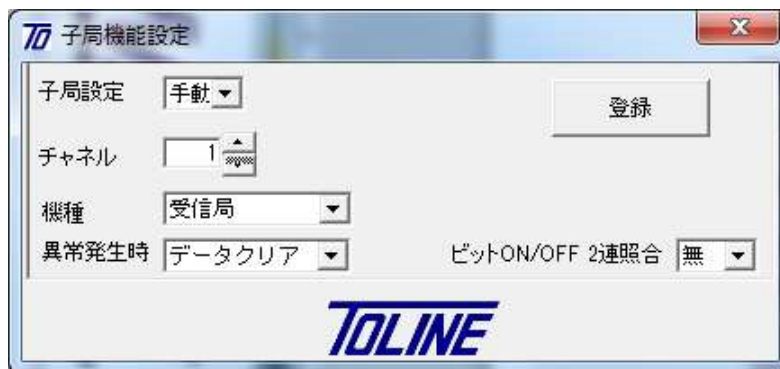 TO 子局機能設定
子局設定 手動
登録
チャネル 1
機種 受信局
異常発生時 データクリア ビットON/OFF 2連照合 無
TOLINE